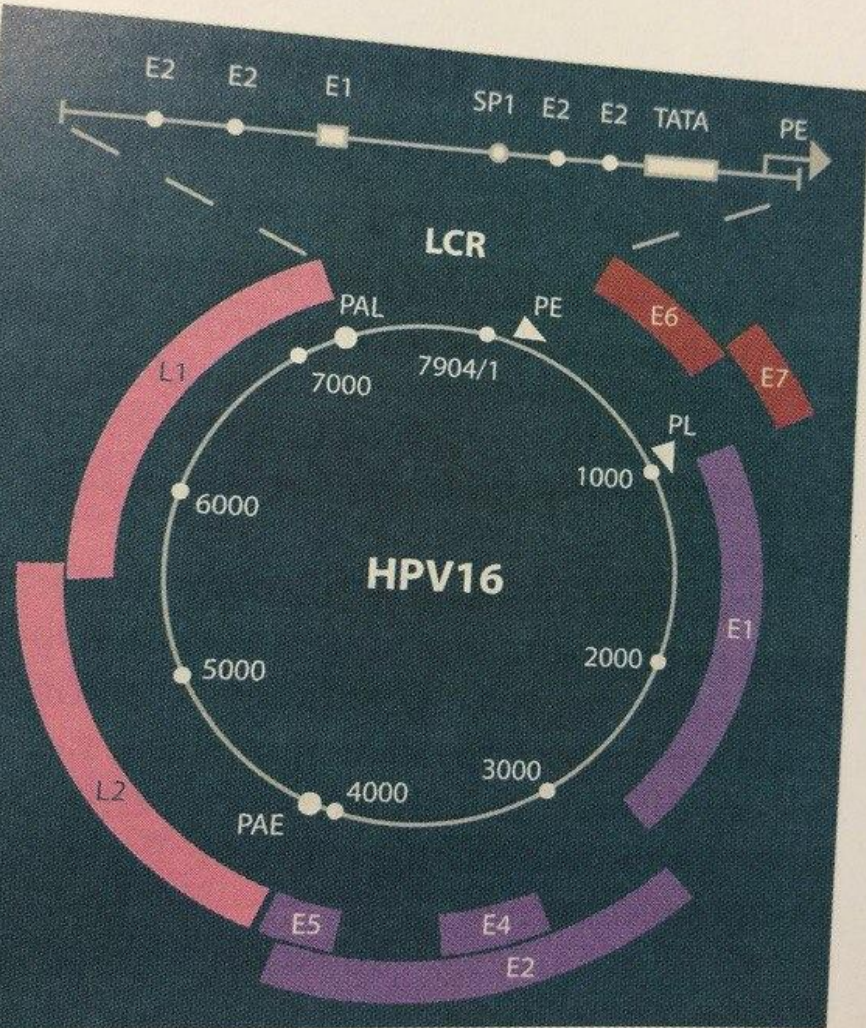 E2 E2 E1 SP1 E2 E2 TATA PE
LCR
PAL PE
E6
L1 7000 7904/1 E7
PL
1000
6000
HPV16
E1
5000 2000
3000
L2 4000
PAE
E5 E4
E2